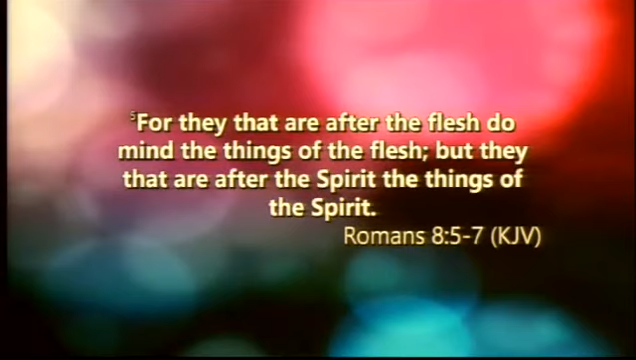 ⁵For they that are after the flesh do
mind the things of the flesh; but they
that are after the Spirit the things of
the Spirit.
Romans 8:5-7 (KJV)